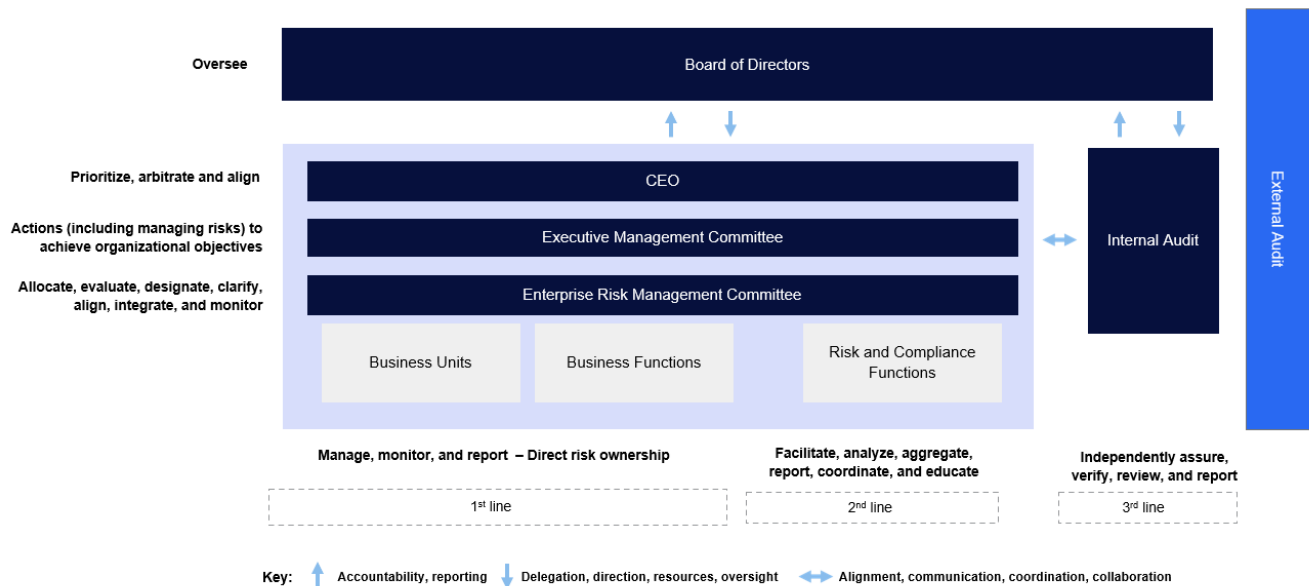 Oversee
Board of Directors
External Audit
Prioritize, arbitrate and align
CEO
Actions (including managing risks) to
achieve organizational objectives
Executive Management Committee
Internal Audit
Allocate, evaluate, designate, clarify,
align, integrate, and monitor
Enterprise Risk Management Committee
Business Units
Business Functions
Risk and Compliance
Functions
Manage, monitor, and report – Direct risk ownership
Facilitate, analyze, aggregate,
report, coordinate, and educate
Independently assure,
verify, review, and report
1st line
2nd line
3rd line
Key:
Accountability, reporting
Delegation, direction, resources, oversight
Alignment, communication, coordination, collaboration